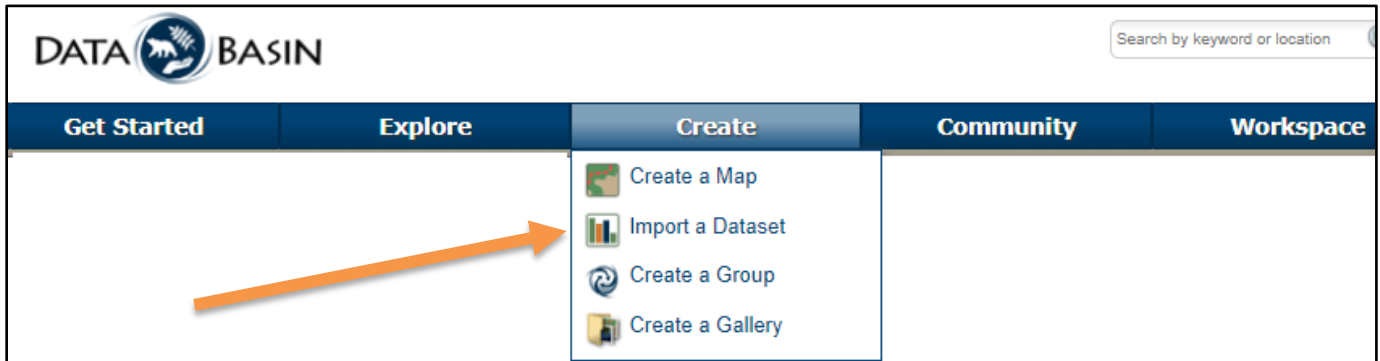 DATA BASIN
Search by keyword or location
Get Started Explore Create Community Workspace
Create a Map
Import a Dataset
Create a Group
Create a Gallery